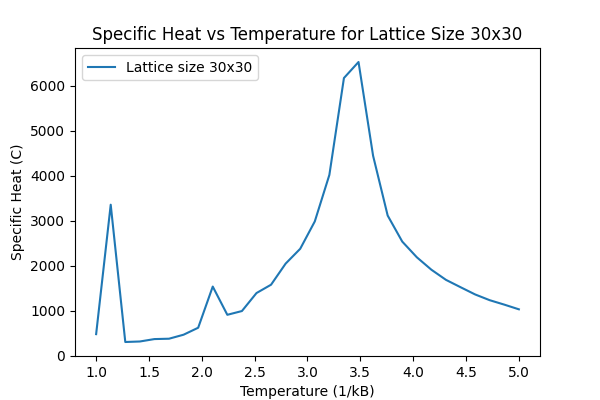 Specific Heat vs Temperature for Lattice Size 30x30
Lattice size 30x30
Specific Heat (C)
6000
5000
4000
3000
2000
1000
0
1.0 1.5 2.0 2.5 3.0 3.5 4.0 4.5 5.0
Temperature (1/kB)